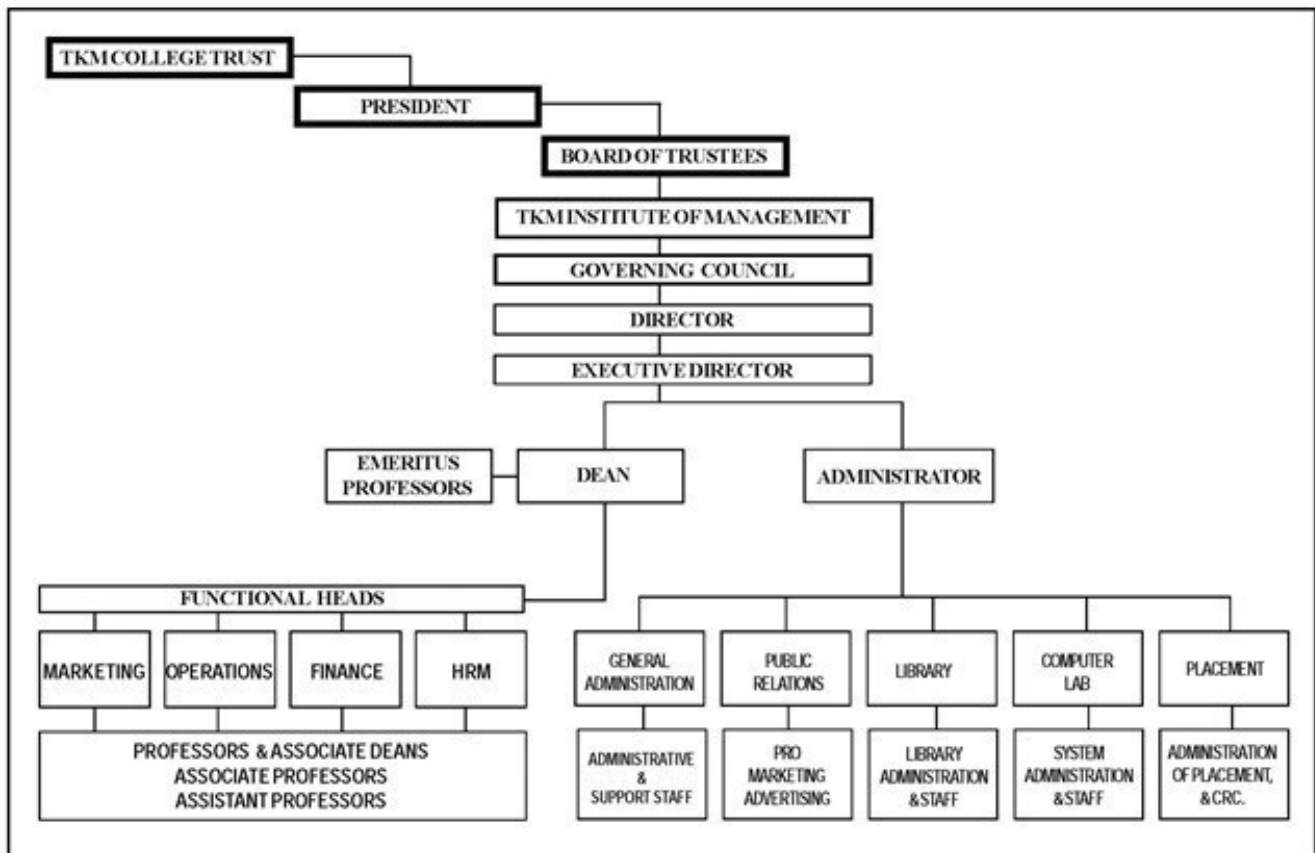 TKM COLLEGE TRUST
PRESIDENT
BOARD OF TRUSTEES
TKM INSTITUTE OF MANAGEMENT
GOVERNING COUNCIL
DIRECTOR
EXECUTIVE DIRECTOR
EMERITUS
PROFESSORS
DEAN
ADMINISTRATOR
FUNCTIONAL HEADS
MARKETING
OPERATIONS
FINANCE
HRM
PROFESSORS & ASSOCIATE DEANS
ASSOCIATE PROFESSORS
ASSISTANT PROFESSORS
GENERAL
ADMINISTRATION
PUBLIC
RELATIONS
LIBRARY
COMPUTER
LAB
PLACEMENT
ADMINISTRATIVE
&
SUPPORT STAFF
PRO
MARKETING
ADVERTISING
LIBRARY
ADMINISTRATION
& STAFF
SYSTEM
ADMINISTRATION
& STAFF
ADMINISTRATION
OF PLACEMENT,
& CRC.